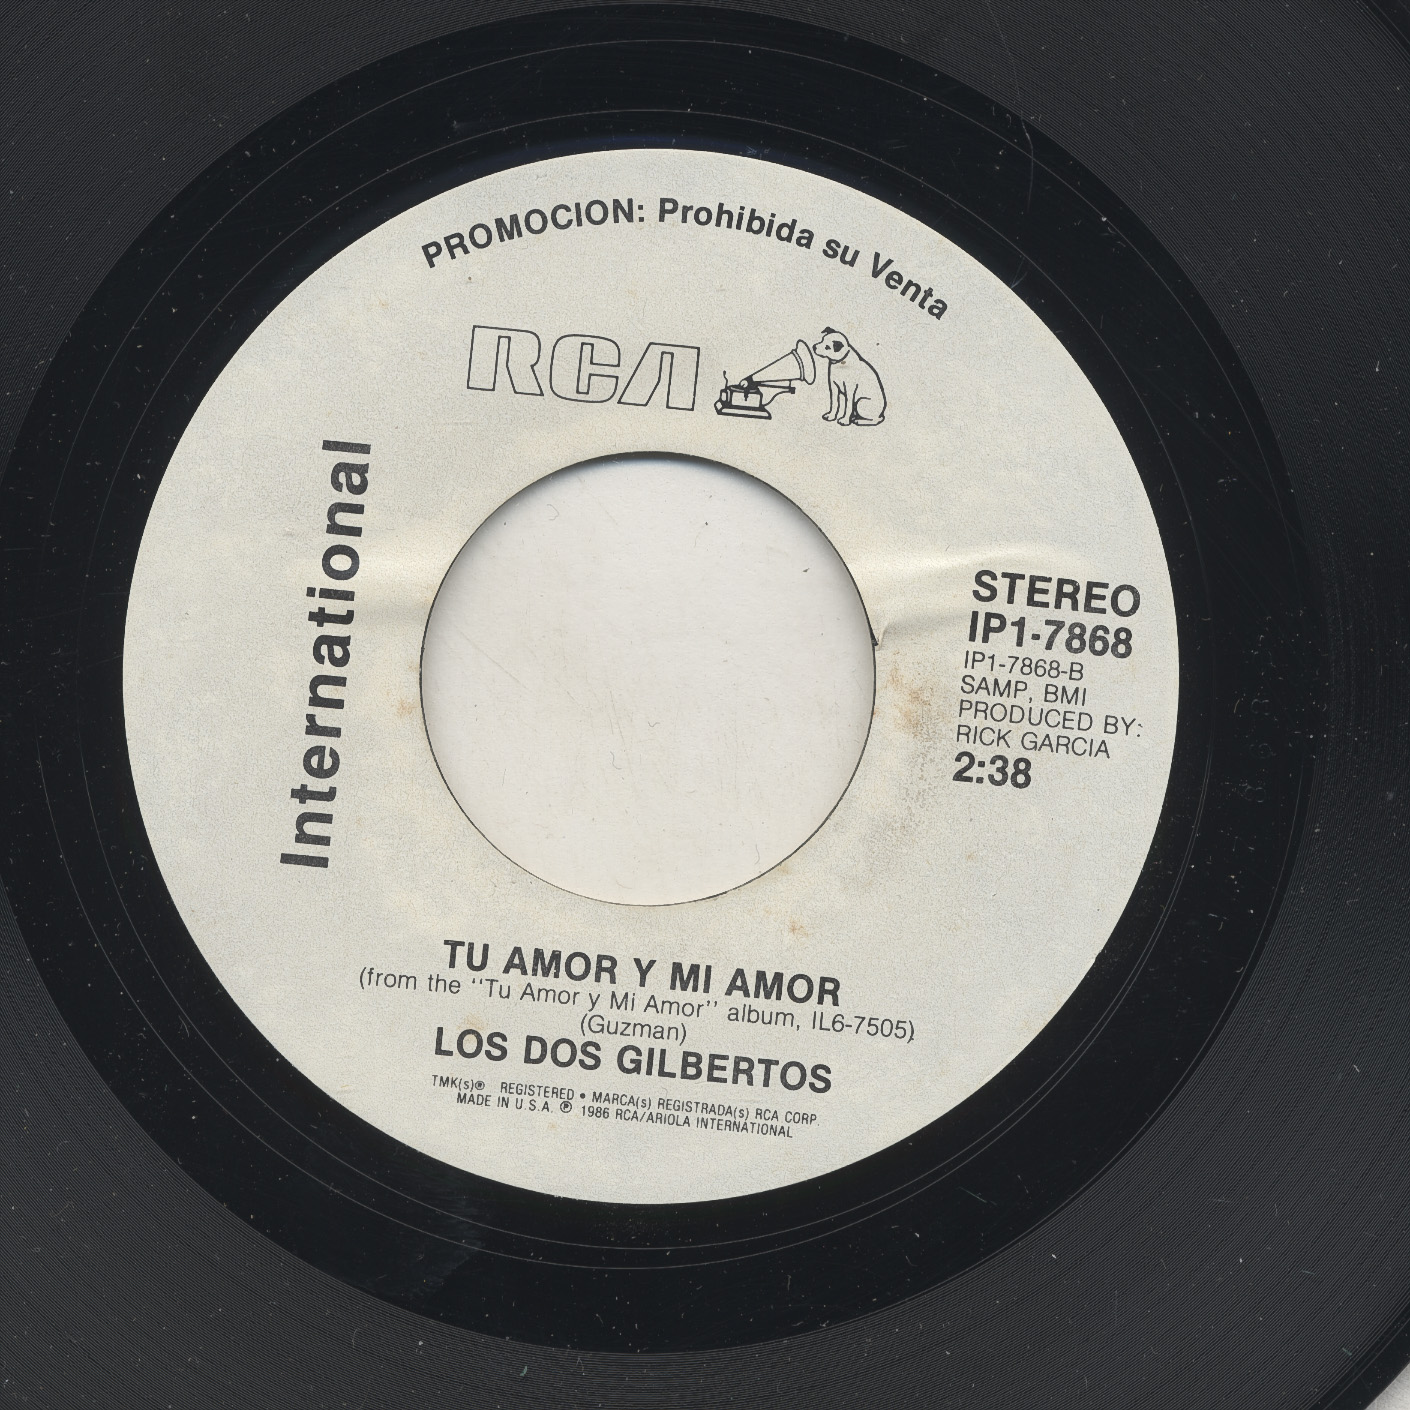 PROMOCION: Prohibida su Venta
RCA
International
STEREO
IP1-7868
IP1-7868-B
SAMP, BMI
PRODUCED BY:
RICK GARCIA
2:38
TU AMOR Y MI AMOR
(from the "Tu Amor y Mi Amor" album, IL6-7505)
(Guzman)
LOS DOS GILBERTOS
TMK(s)® REGISTERED • MARCA(s) REGISTRADA(s) RCA CORP.
MADE IN U.S.A. ℗ 1986 RCA/ARIOLA INTERNATIONAL